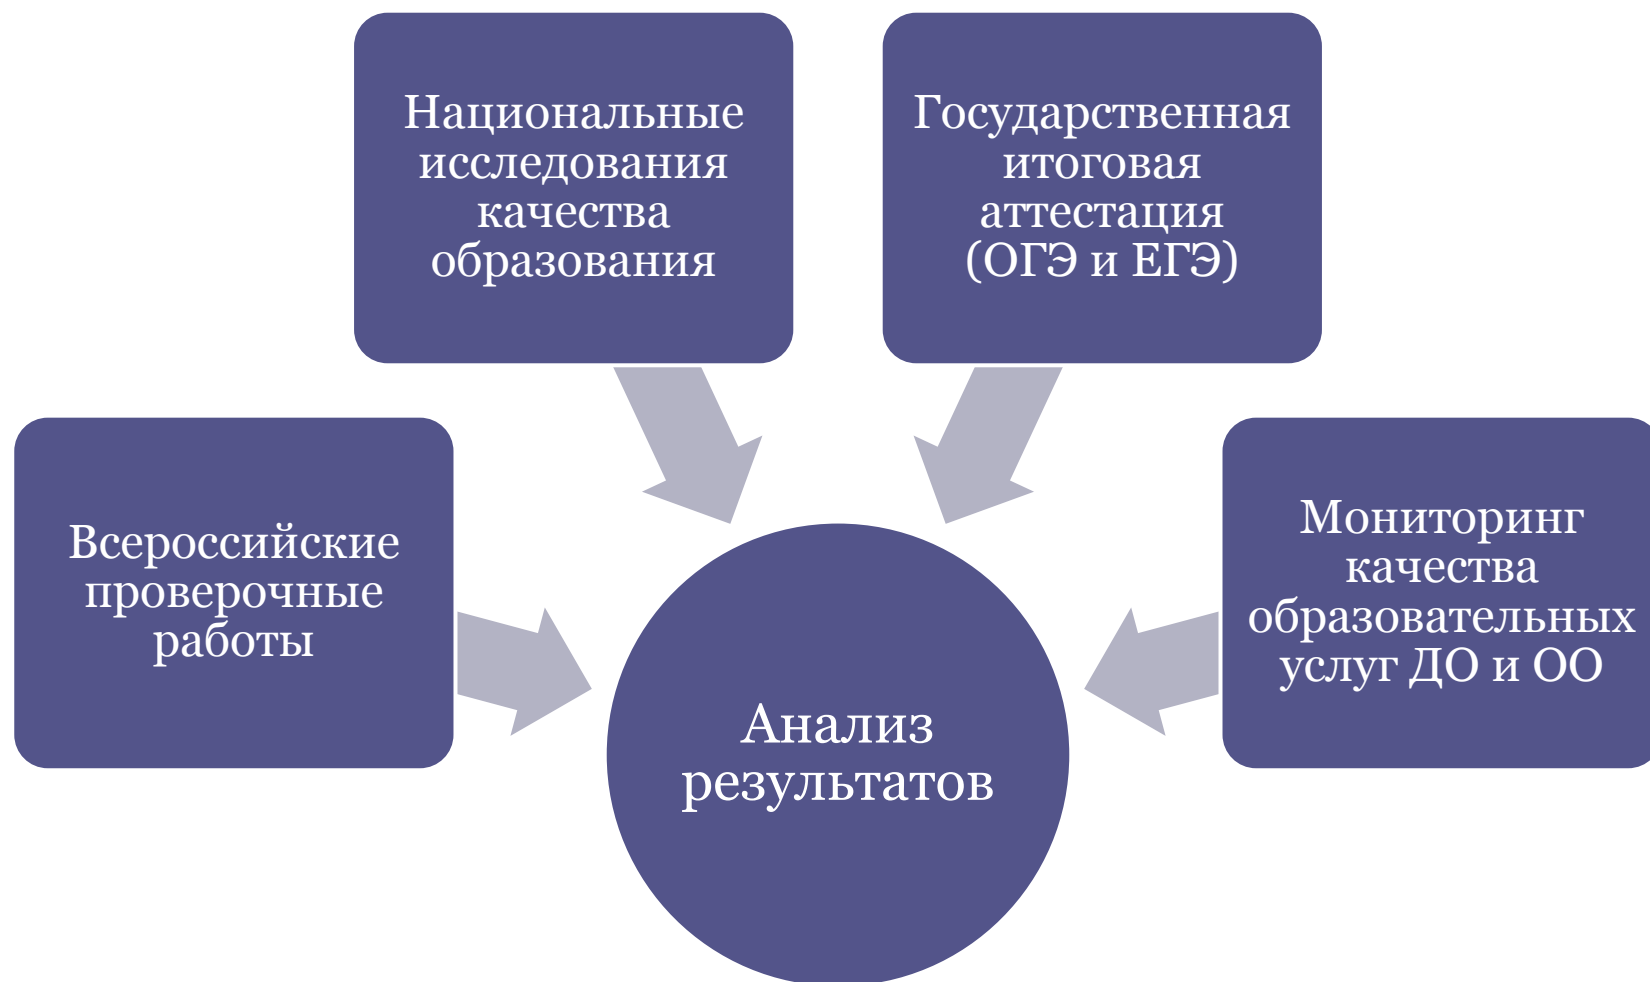 Национальные
исследования
качества
образования
Государственная
итоговая
аттестация
(ОГЭ и ЕГЭ)
Всероссийские
проверочные
работы
Мониторинг
качества
образовательных
услуг ДО и ОО
Анализ
результатов